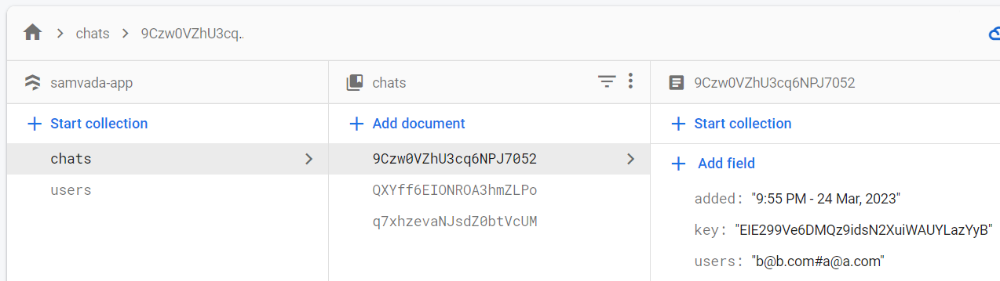 chats 9Czw0VZhU3cq..
samvada-app
Start collection
chats
users
chats
Add document
9Czw0VZhU3cq6NPJ7052
QXYff6EIONROA3hmZLPo
q7xhzevaNJsdZ0btVcUM
9Czw0VZhU3cq6NPJ7052
Start collection
Add field
added: "9:55 PM - 24 Mar, 2023"
key: "EIE299Ve6DMQz9idsN2XuiWAUYLazYyB"
users: "b@b.com#a@a.com"